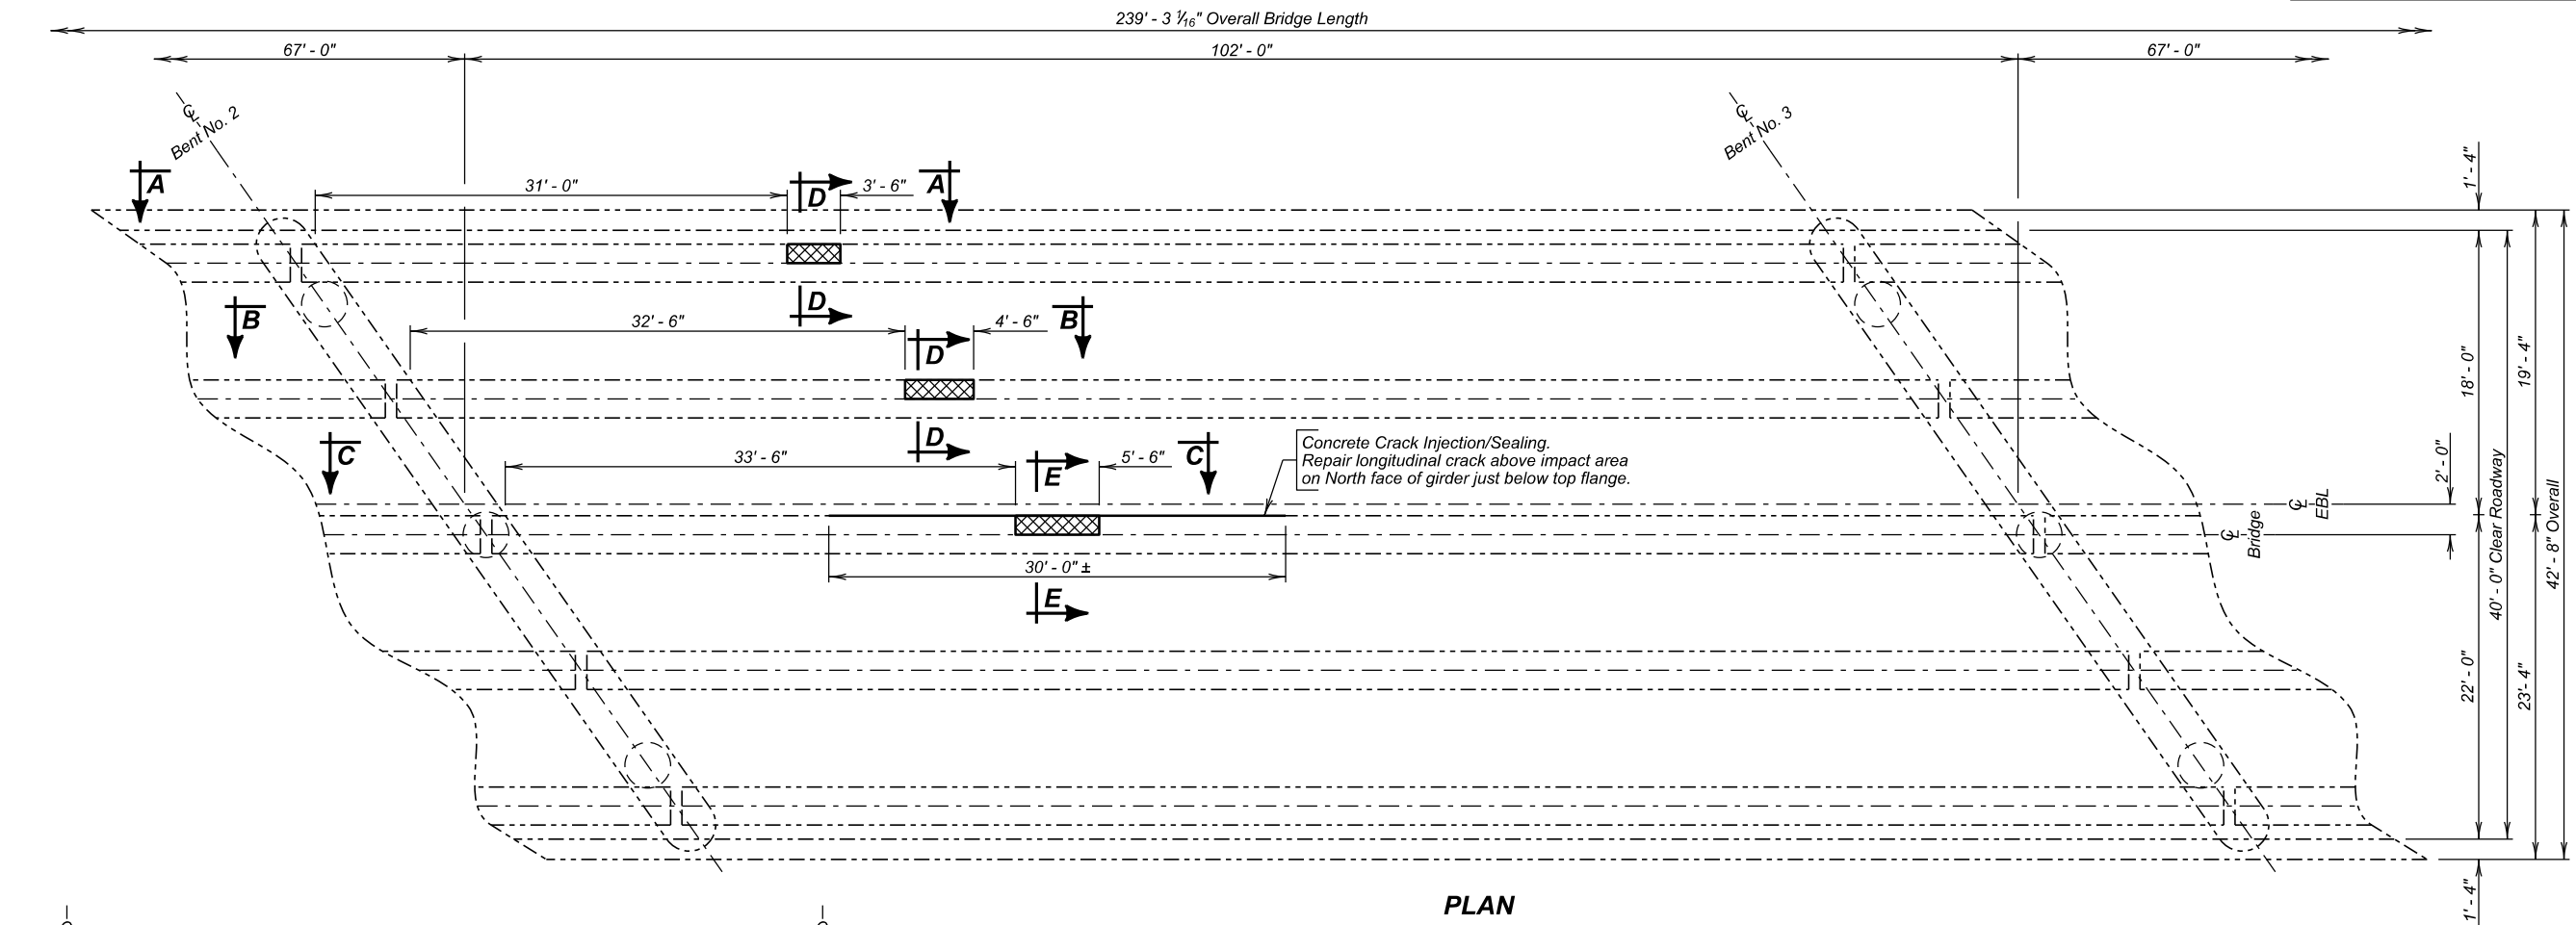 239' - 3 1/16" Overall Bridge Length
67' - 0"
102' - 0"
67' - 0"
℄
Bent No. 2
℄
Bent No. 3
A
31' - 0"
D
3' - 6"
A
1' - 4"
B
D
32' - 6"
4' - 6"
B
D
18' - 0"
19' - 4"
C
D
33' - 6"
E
5' - 6"
C
Concrete Crack Injection/Sealing.
Repair longitudinal crack above impact area
on North face of girder just below top flange.
2' - 0"
℄
EBL
℄
Bridge
40' - 0" Clear Roadway
42' - 8" Overall
30' - 0" ±
E
22' - 0"
23'- 4"
1' - 4"
PLAN